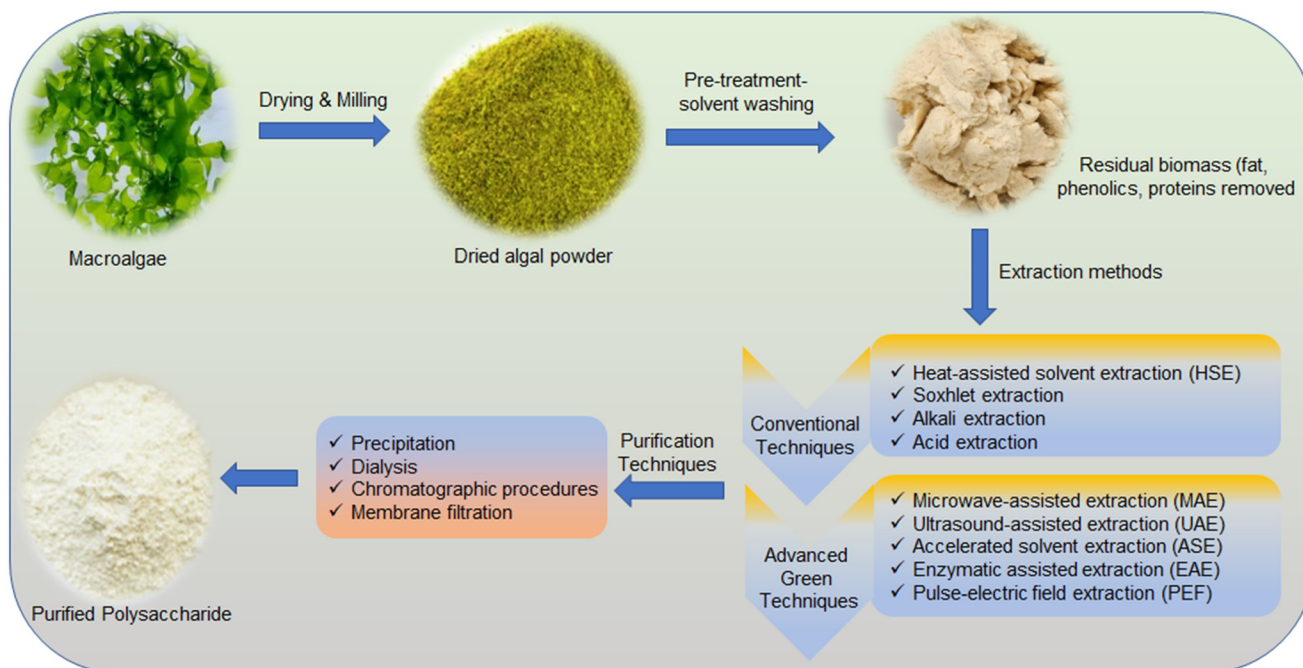 Drying & Milling
Pre-treatment-
solvent washing
Residual biomass (fat,
phenolics, proteins removed
Macroalgae
Dried algal powder
Extraction methods
Conventional
Techniques
✓ Heat-assisted solvent extraction (HSE)
✓ Soxhlet extraction
✓ Alkali extraction
✓ Acid extraction
Advanced
Green
Techniques
✓ Microwave-assisted extraction (MAE)
✓ Ultrasound-assisted extraction (UAE)
✓ Accelerated solvent extraction (ASE)
✓ Enzymatic assisted extraction (EAE)
✓ Pulse-electric field extraction (PEF)
Purification
Techniques
✓ Precipitation
✓ Dialysis
✓ Chromatographic procedures
✓ Membrane filtration
Purified Polysaccharide